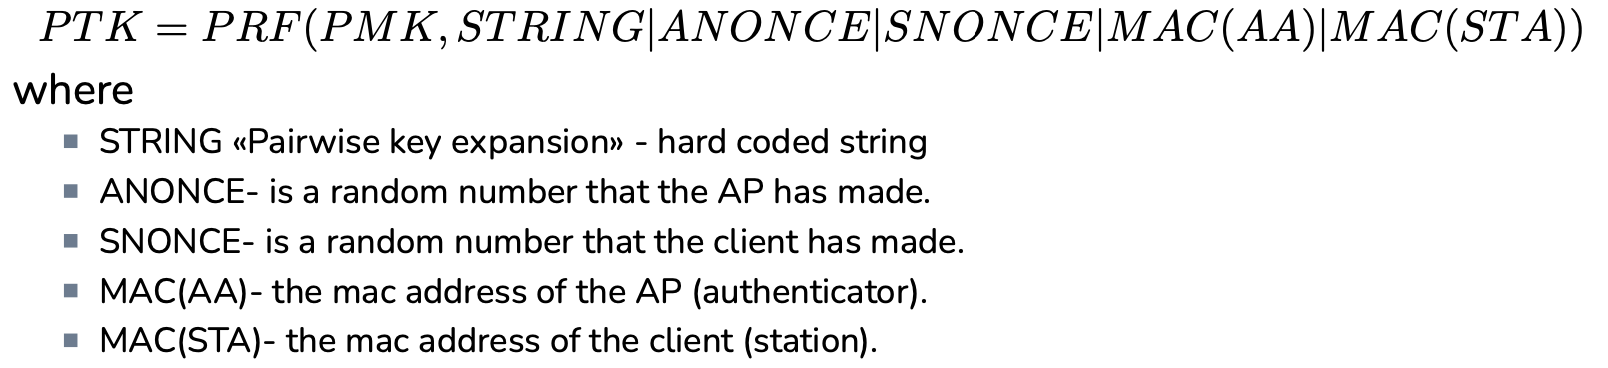 PTK = PRF(PMK, STRING|ANONCE|SNONCE|MAC(AA)|MAC(STA))
where
▪ STRING «Pairwise key expansion» - hard coded string
▪ ANONCE- is a random number that the AP has made.
▪ SNONCE- is a random number that the client has made.
▪ MAC(AA)- the mac address of the AP (authenticator).
▪ MAC(STA)- the mac address of the client (station).